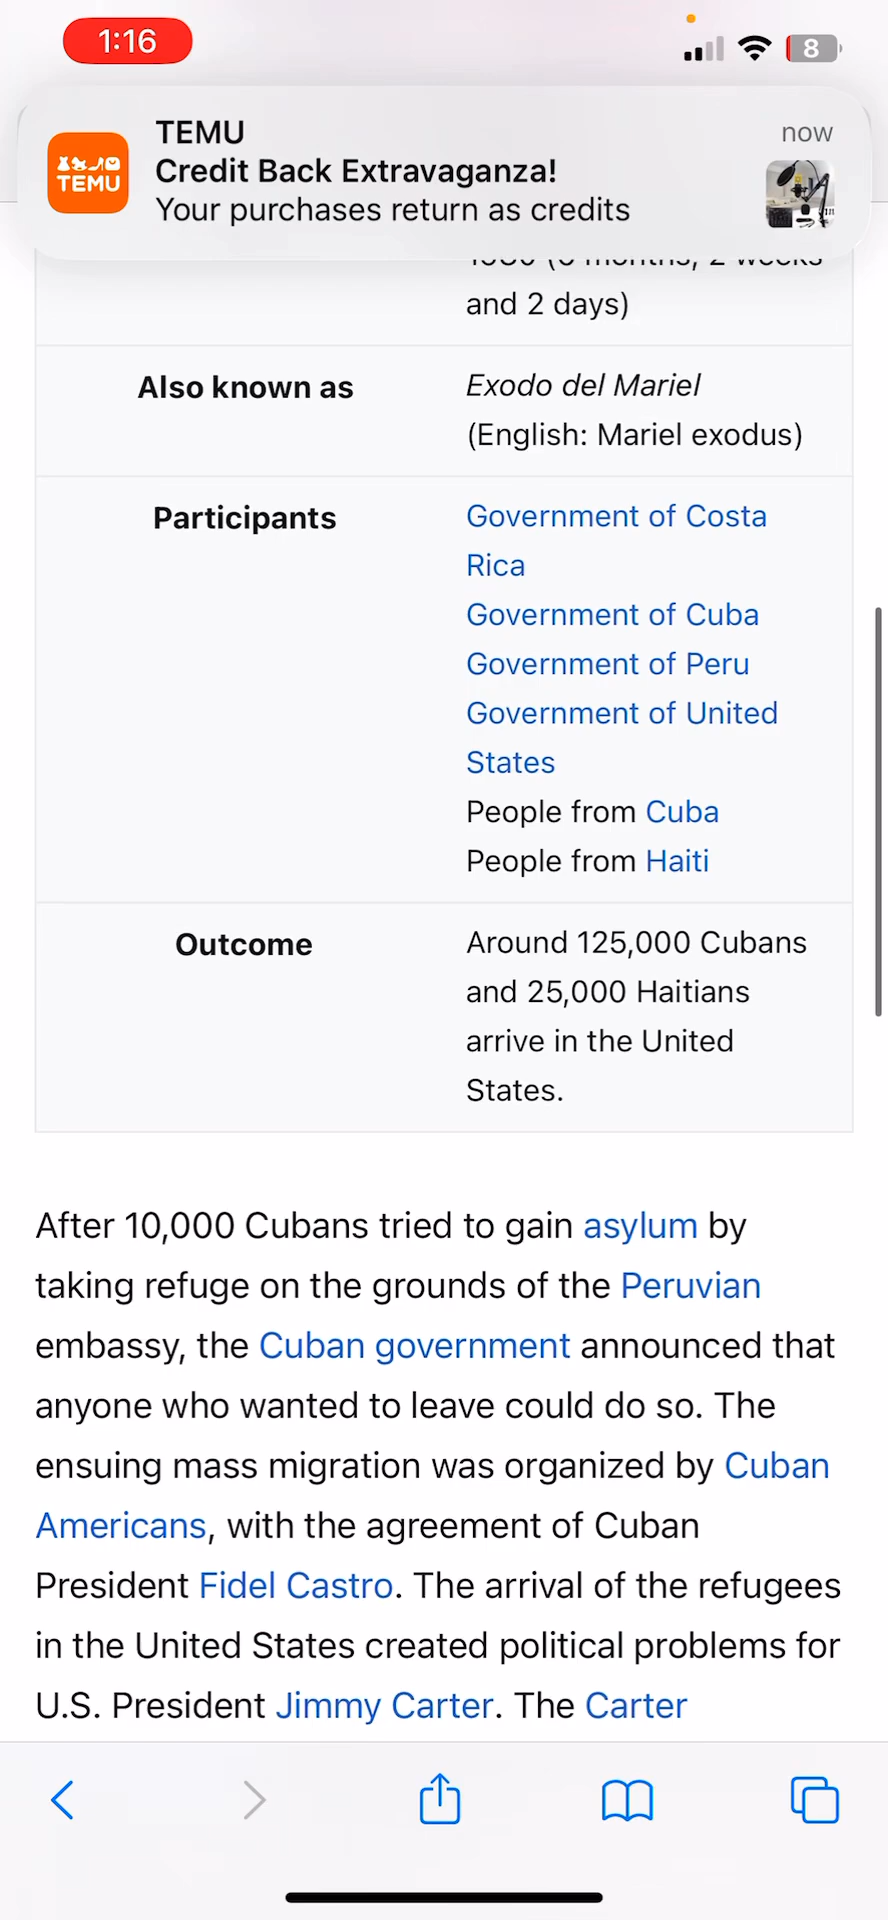 1:16
8
TEMU
now
Credit Back Extravaganza!
Your purchases return as credits
TEMU
and 2 days)
Also known as
Exodo del Mariel
(English: Mariel exodus)
Participants
Government of Costa
Rica
Government of Cuba
Government of Peru
Government of United
States
People from Cuba
People from Haiti
Outcome
Around 125,000 Cubans
and 25,000 Haitians
arrive in the United
States.
After 10,000 Cubans tried to gain asylum by
taking refuge on the grounds of the Peruvian
embassy, the Cuban government announced that
anyone who wanted to leave could do so. The
ensuing mass migration was organized by Cuban
Americans, with the agreement of Cuban
President Fidel Castro. The arrival of the refugees
in the United States created political problems for
U.S. President Jimmy Carter. The Carter